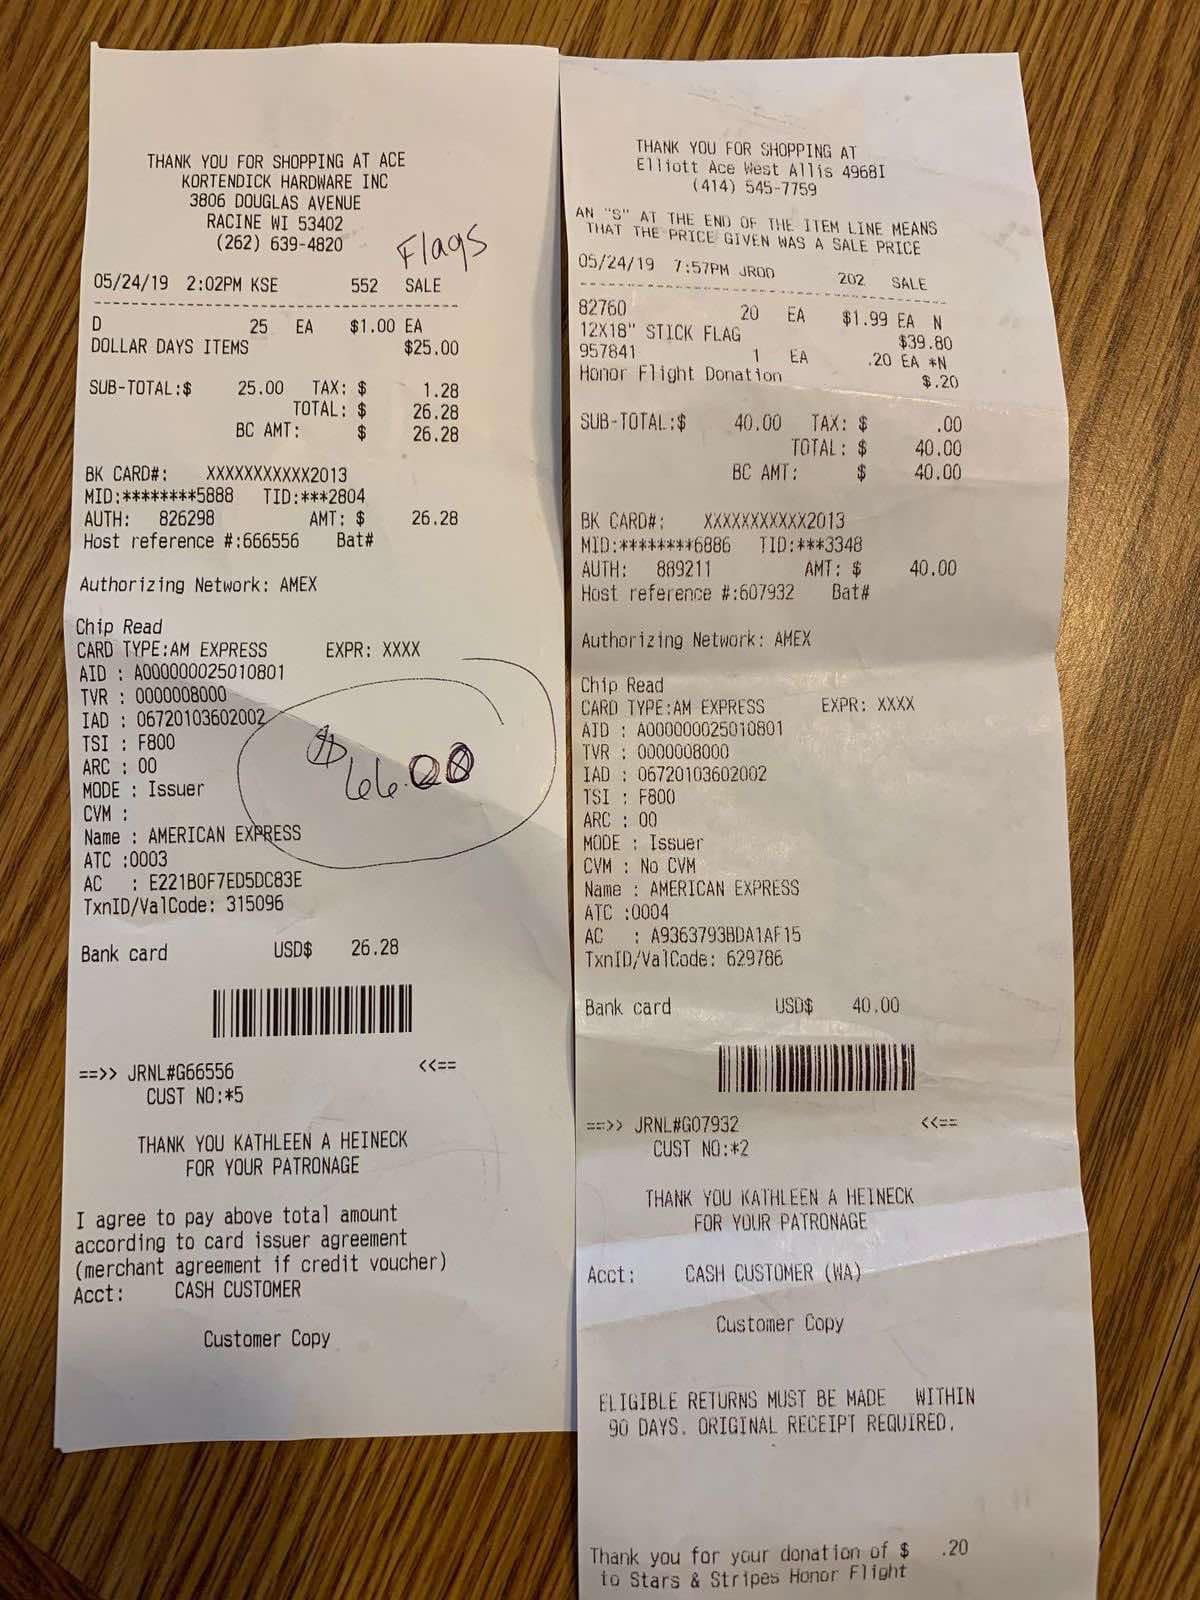 THANK YOU FOR SHOPPING AT ACE
KORTENDICK HARDWARE INC
3806 DOUGLAS AVENUE
RACINE WI 53402
(262) 639-4820
Flags
05/24/19 2:02PM KSE 552 SALE
D 25 EA $1.00 EA
DOLLAR DAYS ITEMS $25.00
SUB-TOTAL:$ 25.00 TAX: $ 1.28
TOTAL: $ 26.28
BC AMT: $ 26.28
BK CARD#: XXXXXXXXXXX2013
MID:********5888 TID:***2804
AUTH: 826298 AMT: $ 26.28
Host reference #:666556 Bat#
Authorizing Network: AMEX
Chip Read
CARD TYPE:AM EXPRESS EXPR: XXXX
AID : A000000025010801
TVR : 0000008000
IAD : 06720103602002
TSI : F800
ARC : 00
MODE : Issuer
CVM :
Name : AMERICAN EXPRESS
ATC :0003
AC : E221B0F7ED5DC83E
TxnID/ValCode: 315096
$66.00
Bank card USD$ 26.28
==>> JRNL#G66556 <<==
CUST NO:*5
THANK YOU KATHLEEN A HEINECK
FOR YOUR PATRONAGE
I agree to pay above total amount
according to card issuer agreement
(merchant agreement if credit voucher)
Acct: CASH CUSTOMER
Customer Copy
THANK YOU FOR SHOPPING AT
Elliott Ace West Allis 4968I
(414) 545-7759
AN "S" AT THE END OF THE ITEM LINE MEANS
THAT THE PRICE GIVEN WAS A SALE PRICE
05/24/19 7:57PM JROD 202 SALE
82760 20 EA $1.99 EA N
12X18" STICK FLAG $39.80
957841 1 EA .20 EA *N
Honor Flight Donation $.20
SUB-TOTAL:$ 40.00 TAX: $ .00
TOTAL: $ 40.00
BC AMT: $ 40.00
BK CARD#: XXXXXXXXXXX2013
MID:********6886 TID:***3348
AUTH: 889211 AMT: $ 40.00
Host reference #:607932 Bat#
Authorizing Network: AMEX
Chip Read
CARD TYPE:AM EXPRESS EXPR: XXXX
AID : A000000025010801
TVR : 0000008000
IAD : 06720103602002
TSI : F800
ARC : 00
MODE : Issuer
CVM : No CVM
Name : AMERICAN EXPRESS
ATC :0004
AC : A9363793BDA1AF15
TxnID/ValCode: 629786
Bank card USD$ 40.00
==>> JRNL#G07932 <<==
CUST NO:*2
THANK YOU KATHLEEN A HEINECK
FOR YOUR PATRONAGE
Acct: CASH CUSTOMER (WA)
Customer Copy
ELIGIBLE RETURNS MUST BE MADE WITHIN
90 DAYS. ORIGINAL RECEIPT REQUIRED.
Thank you for your donation of $ .20
to Stars & Stripes Honor Flight